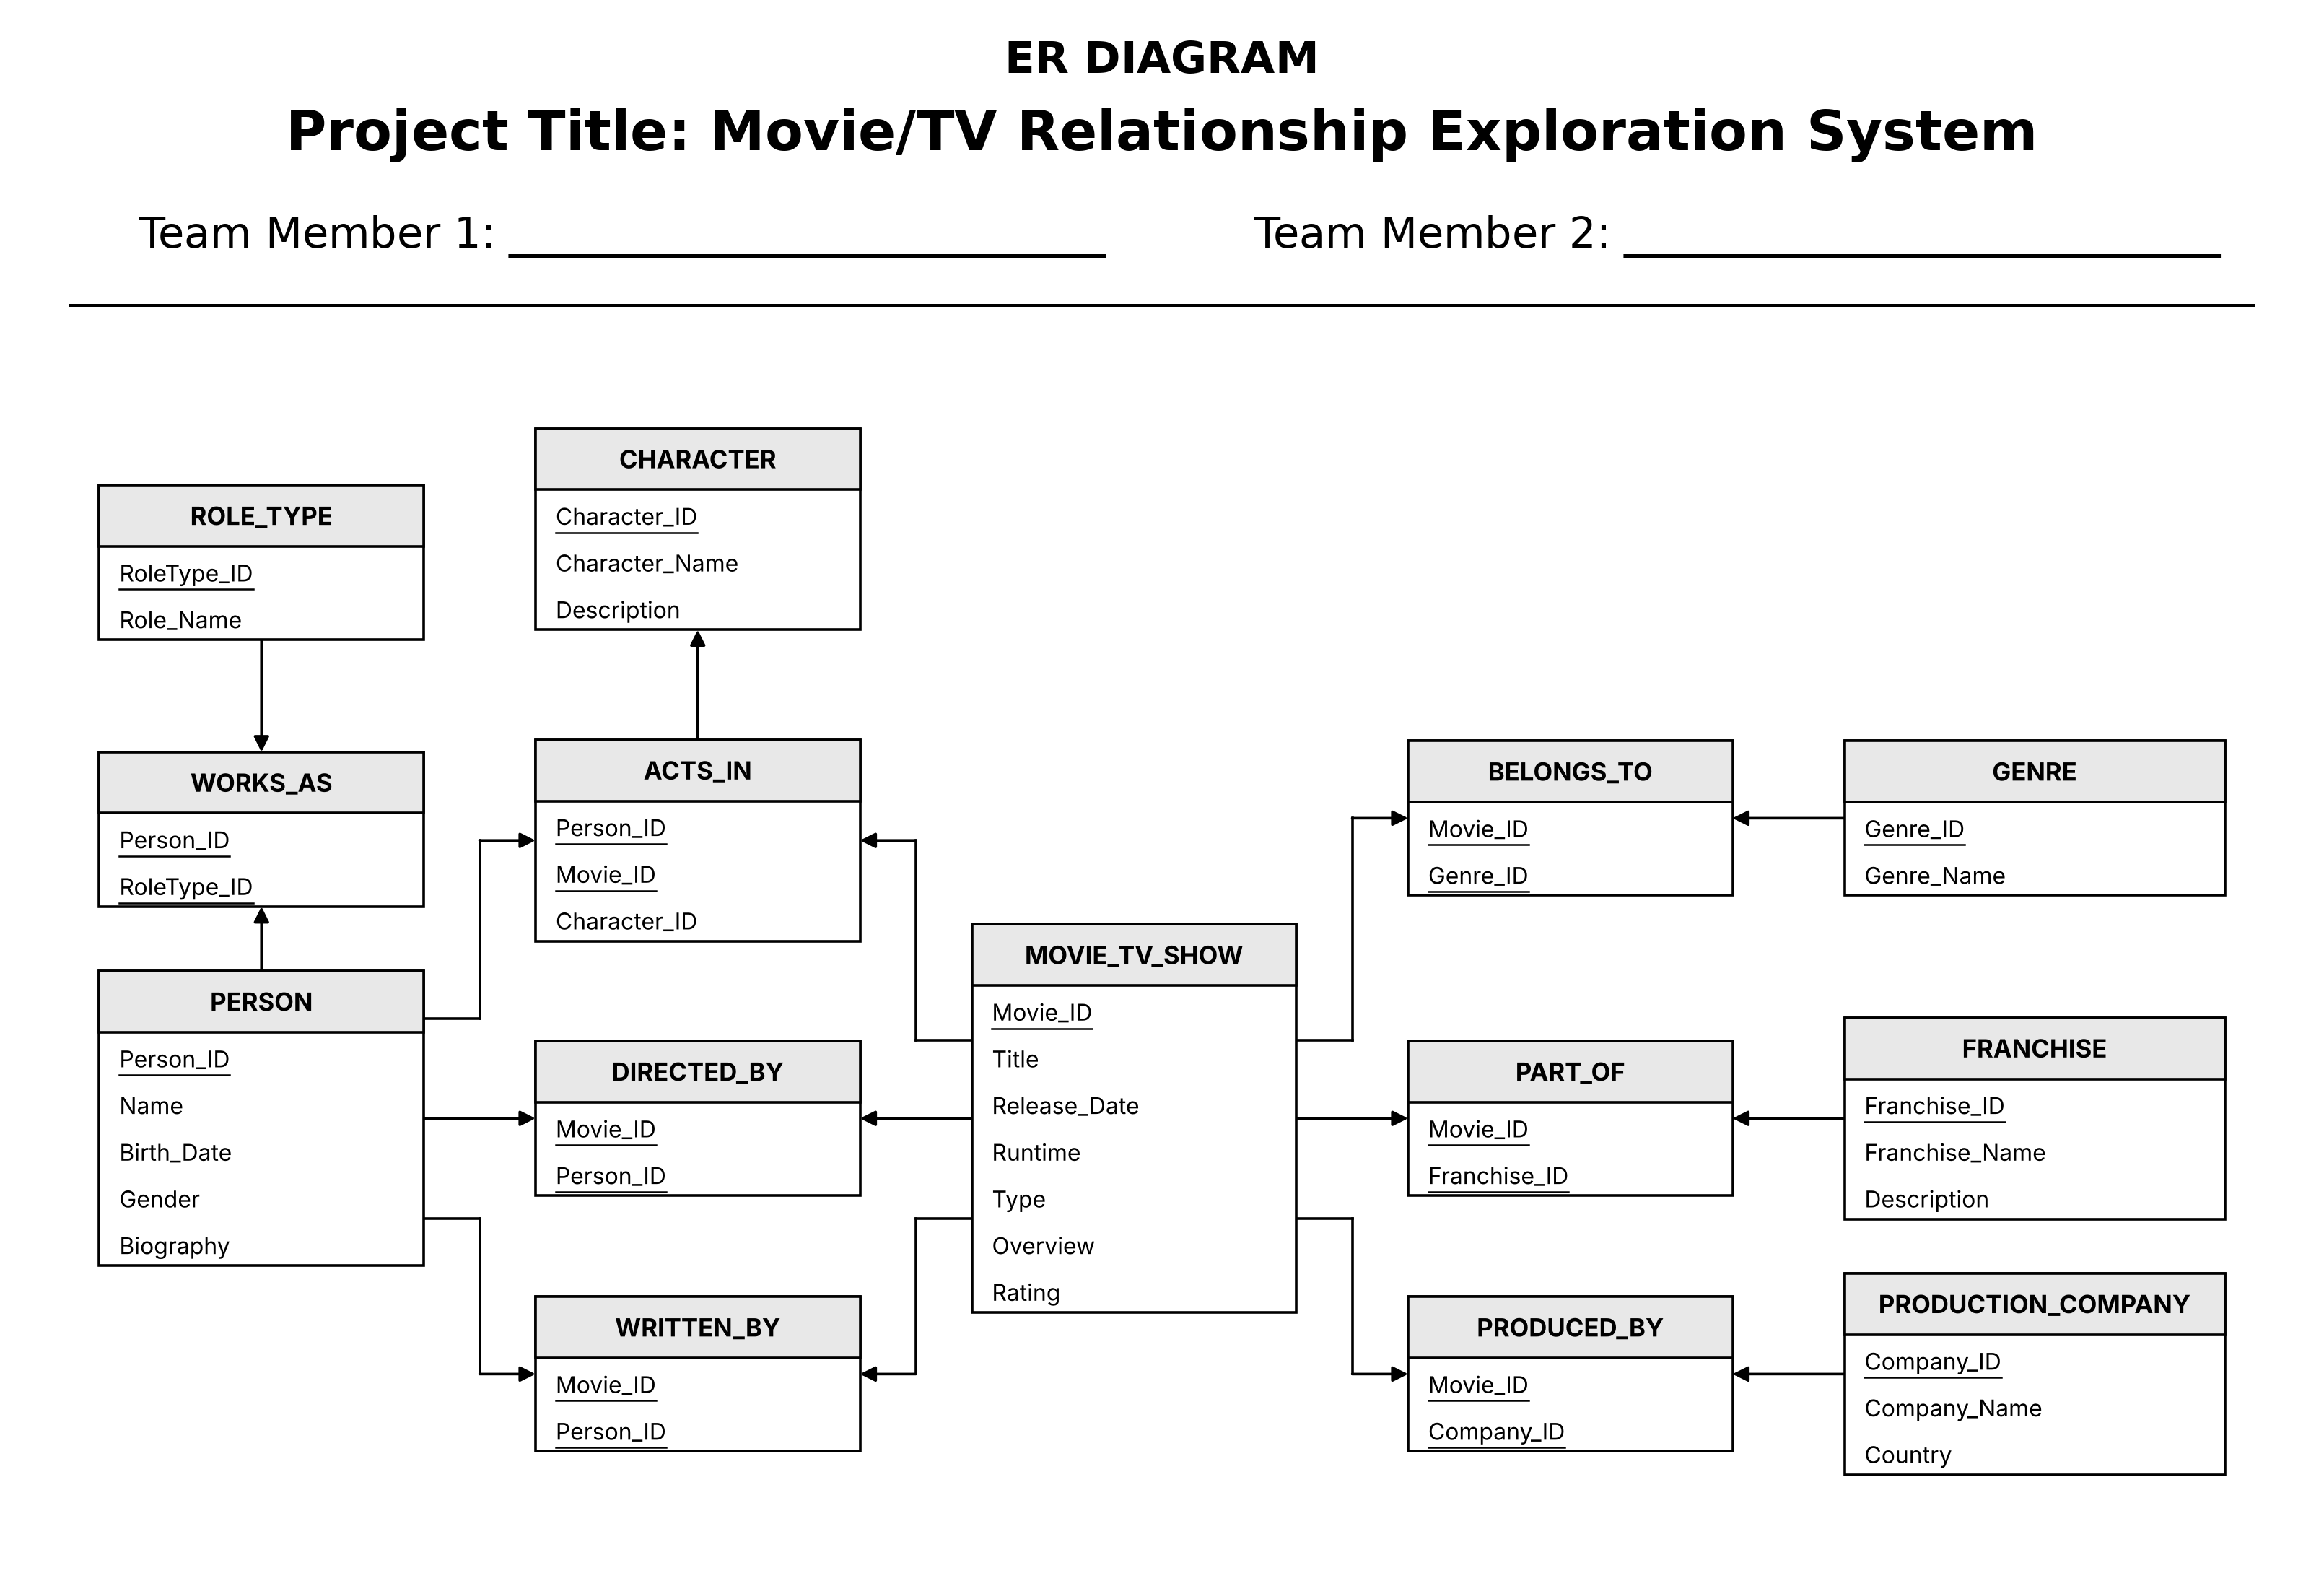 ER DIAGRAM
Project Title: Movie/TV Relationship Exploration System
Team Member 1:
Team Member 2:
ROLE_TYPE
RoleType_ID
Role_Name
CHARACTER
Character_ID
Character_Name
Description
WORKS_AS
Person_ID
RoleType_ID
ACTS_IN
Person_ID
Movie_ID
Character_ID
PERSON
Person_ID
Name
Birth_Date
Gender
Biography
DIRECTED_BY
Movie_ID
Person_ID
WRITTEN_BY
Movie_ID
Person_ID
MOVIE_TV_SHOW
Movie_ID
Title
Release_Date
Runtime
Type
Overview
Rating
BELONGS_TO
Movie_ID
Genre_ID
GENRE
Genre_ID
Genre_Name
PART_OF
Movie_ID
Franchise_ID
FRANCHISE
Franchise_ID
Franchise_Name
Description
PRODUCED_BY
Movie_ID
Company_ID
PRODUCTION_COMPANY
Company_ID
Company_Name
Country